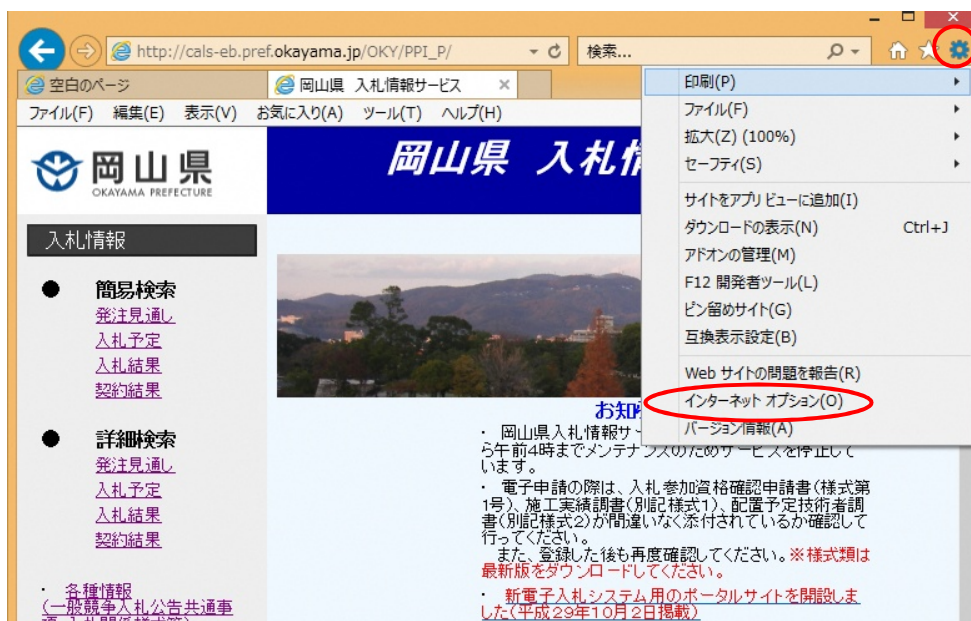 http://cals-eb.pref.okayama.jp/OKY/PPI_P/
検索...
空白のページ
岡山県 入札情報サービス ×
ファイル(F) 編集(E) 表示(V) お気に入り(A) ツール(T) ヘルプ(H)
岡山県
OKAYAMA PREFECTURE
岡山県 入札情
入札情報
● 簡易検索
発注見通し
入札予定
入札結果
契約結果
● 詳細検索
発注見通し
入札予定
入札結果
契約結果
・ 各種情報
(一般競争入札公告共通事
印刷(P)
ファイル(F)
拡大(Z) (100%)
セーフティ(S)
サイトをアプリ ビューに追加(I)
ダウンロードの表示(N) Ctrl+J
アドオンの管理(M)
F12 開発者ツール(L)
ピン留めサイト(G)
互換表示設定(B)
Web サイトの問題を報告(R)
インターネット オプション(O)
バージョン情報(A)
お知
・ 岡山県入札情報サー
ら午前4時までメンテナンスのためサービスを停止して
います。
・ 電子申請の際は、入札参加資格確認申請書(様式第
1号)、施工実績調書(別記様式1)、配置予定技術者調
書(別記様式2)が間違いなく添付されているか確認して
行ってください。
また、登録した後も再度確認してください。※様式類は
最新版をダウンロードしてください。
・ 新電子入札システム用のポータルサイトを開設しま
した(平成29年10月2日掲載)